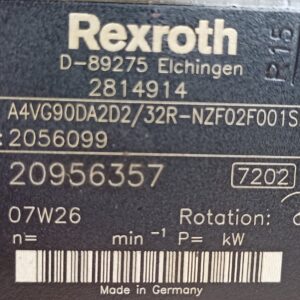 Rexroth
D-89275 Elchingen
2814914
R15
A4VG90DA2D2/32R-NZF02F001S
: 2056099
20956357
7202
07W26 Rotation:
n= min⁻¹ P= kW
Made in Germany